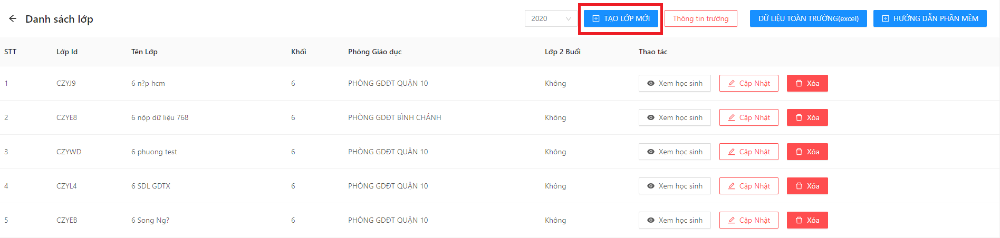 Danh sách lớp 2020 TẠO LỚP MỚI Thông tin trường DỮ LIỆU TOÀN TRƯỜNG(excel) HƯỚNG DẪN PHẦN MỀM
STT Lớp Id Tên Lớp Khối Phòng Giáo dục Lớp 2 Buổi Thao tác
1 CZYJ9 6 n?p hcm 6 PHÒNG GDĐT QUẬN 10 Không Xem học sinh Cập Nhật Xóa
2 CZYE8 6 nộp dữ liệu 768 6 PHÒNG GDĐT BÌNH CHÁNH Không Xem học sinh Cập Nhật Xóa
3 CZYWD 6 phuong test 6 PHÒNG GDĐT QUẬN 10 Không Xem học sinh Cập Nhật Xóa
4 CZYL4 6 SDL GDTX 6 PHÒNG GDĐT QUẬN 10 Không Xem học sinh Cập Nhật Xóa
5 CZYEB 6 Song Ng? 6 PHÒNG GDĐT QUẬN 10 Không Xem học sinh Cập Nhật Xóa